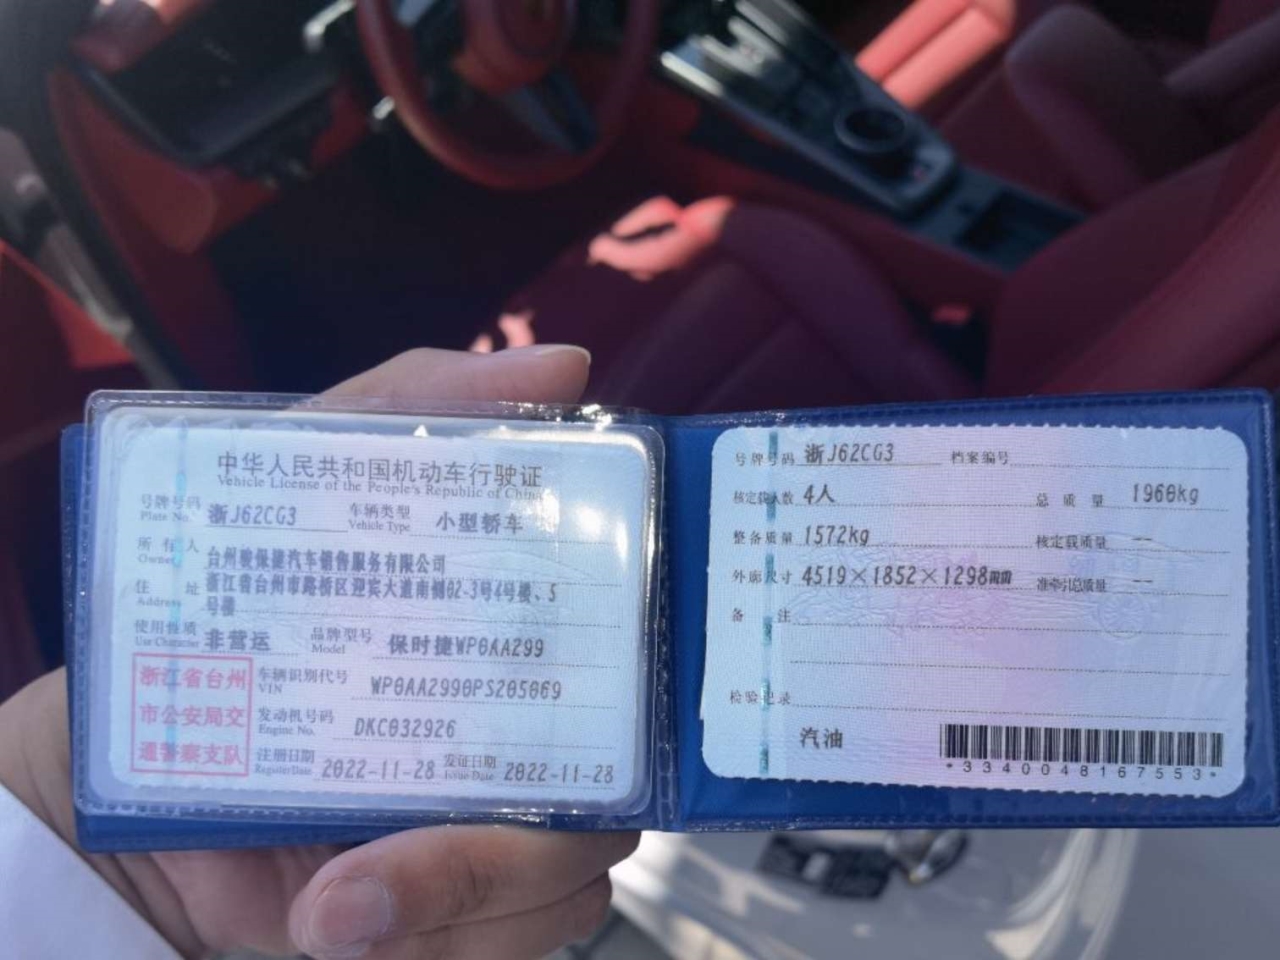 中华人民共和国机动车行驶证
Vehicle License of the People's Republic of China
号牌号码 浙J62CG3 车辆类型 小型轿车
Plate No. Vehicle Type
所有人 台州骏保捷汽车销售服务有限公司
Owner
住址 浙江省台州市路桥区迎宾大道南侧02-3号4号楼、5
Address 号楼
使用性质 非营运 品牌型号 保时捷WP0AA299
Use Character Model
浙江省台州
市公安局交
通警察支队
车辆识别代号 WP0AA2990PS205069
VIN
发动机号码 DKC032926
Engine No.
注册日期 2022-11-28 发证日期 2022-11-28
Register Date Issue Date
号牌号码 浙J62CG3 档案编号
核定载人数 4人 总质量 1960kg
整备质量 1572kg 核定载质量 --
外廓尺寸 4519×1852×1298mm 准牵引总质量 --
备注
检验记录
汽油
*3340048167553*